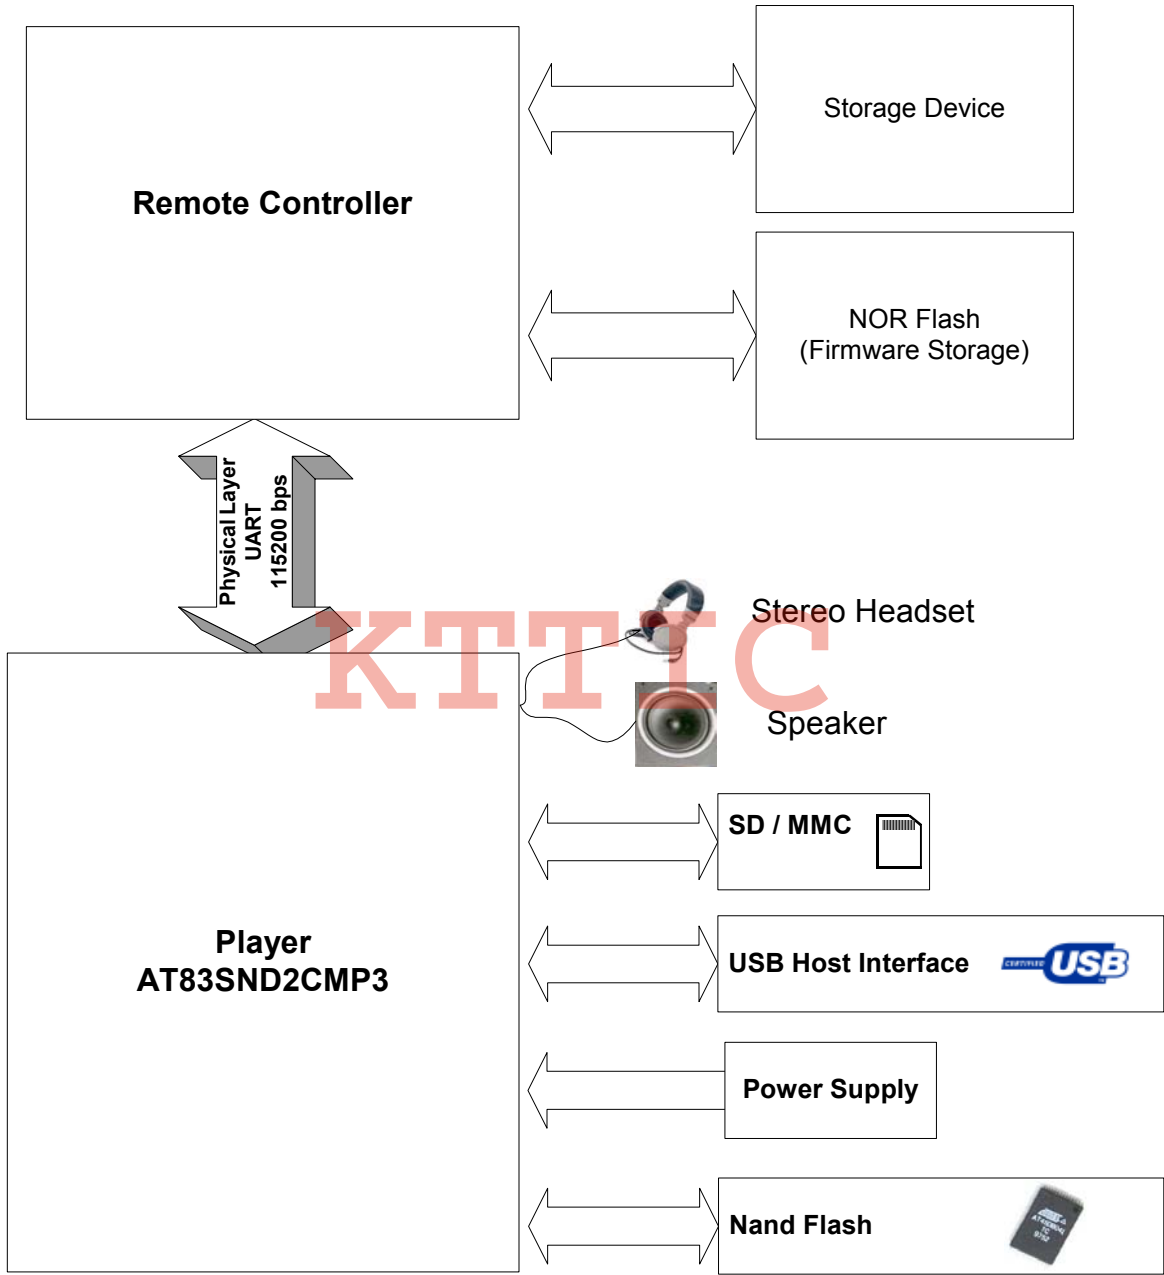 Storage Device
Remote Controller
NOR Flash
(Firmware Storage)
Physical Layer
UART
115200 bps
Stereo Headset
KTTIC
Speaker
SD / MMC
Player
AT83SND2CMP3
USB Host Interface
CERTIFIED USB
Power Supply
Nand Flash